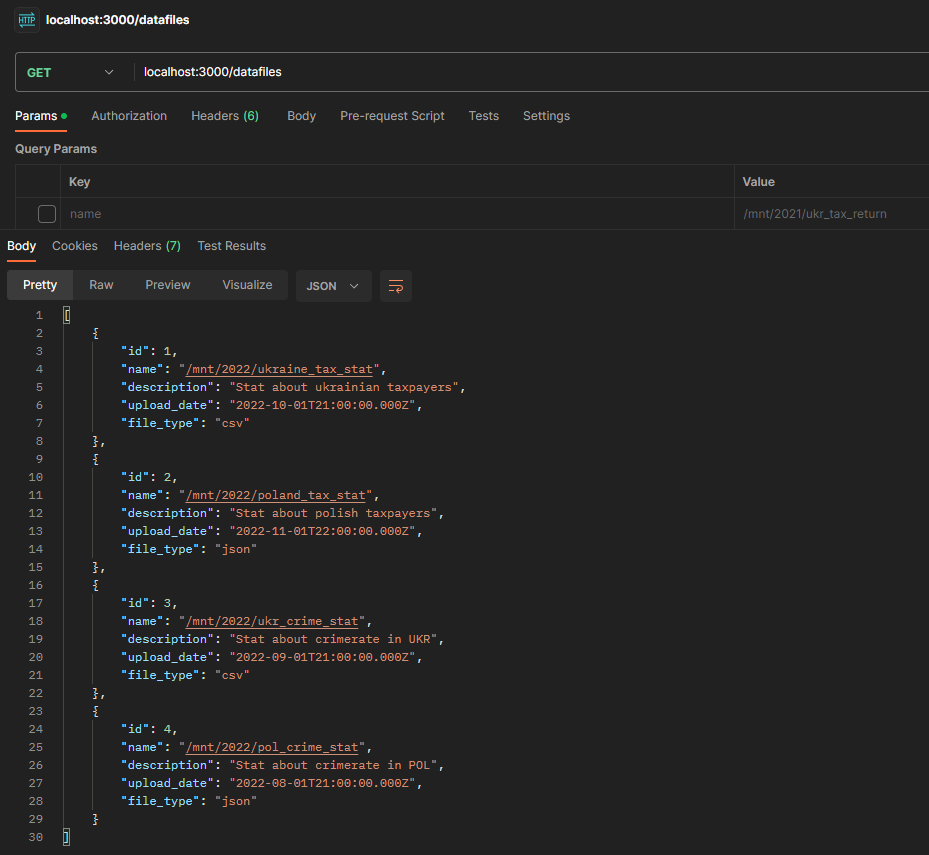 HTTP localhost:3000/datafiles
GET localhost:3000/datafiles
Params Authorization Headers (6) Body Pre-request Script Tests Settings
Query Params
Key Value
name /mnt/2021/ukr_tax_return
Body Cookies Headers (7) Test Results
Pretty Raw Preview Visualize JSON
1 [
2 {
3 "id": 1,
4 "name": "/mnt/2022/ukraine_tax_stat",
5 "description": "Stat about ukrainian taxpayers",
6 "upload_date": "2022-10-01T21:00:00.000Z",
7 "file_type": "csv"
8 },
9 {
10 "id": 2,
11 "name": "/mnt/2022/poland_tax_stat",
12 "description": "Stat about polish taxpayers",
13 "upload_date": "2022-11-01T22:00:00.000Z",
14 "file_type": "json"
15 },
16 {
17 "id": 3,
18 "name": "/mnt/2022/ukr_crime_stat",
19 "description": "Stat about crimerate in UKR",
20 "upload_date": "2022-09-01T21:00:00.000Z",
21 "file_type": "csv"
22 },
23 {
24 "id": 4,
25 "name": "/mnt/2022/pol_crime_stat",
26 "description": "Stat about crimerate in POL",
27 "upload_date": "2022-08-01T21:00:00.000Z",
28 "file_type": "json"
29 }
30 ]